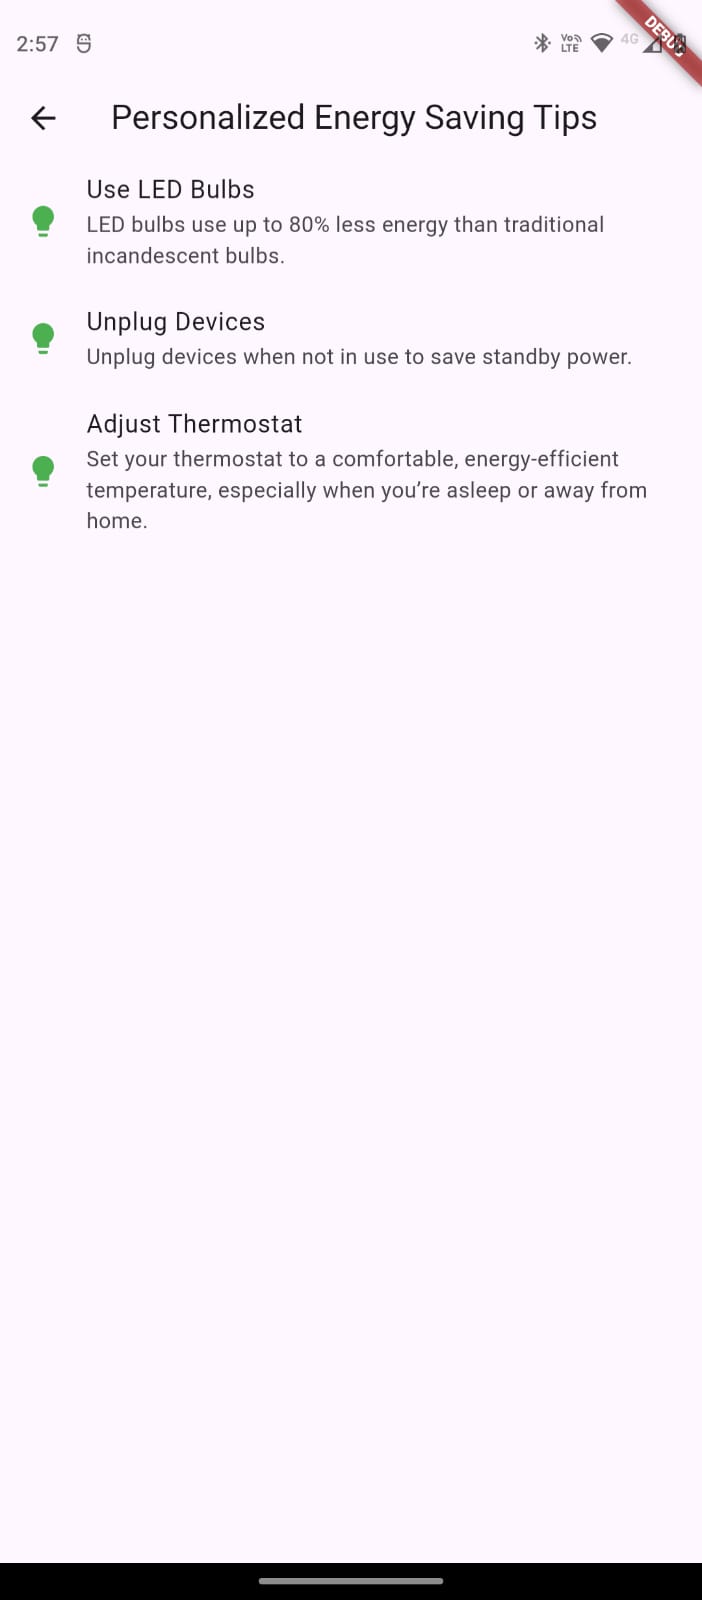 2:57
Vo LTE
4G
DEBUG
Personalized Energy Saving Tips
Use LED Bulbs
LED bulbs use up to 80% less energy than traditional
incandescent bulbs.
Unplug Devices
Unplug devices when not in use to save standby power.
Adjust Thermostat
Set your thermostat to a comfortable, energy-efficient
temperature, especially when you’re asleep or away from
home.